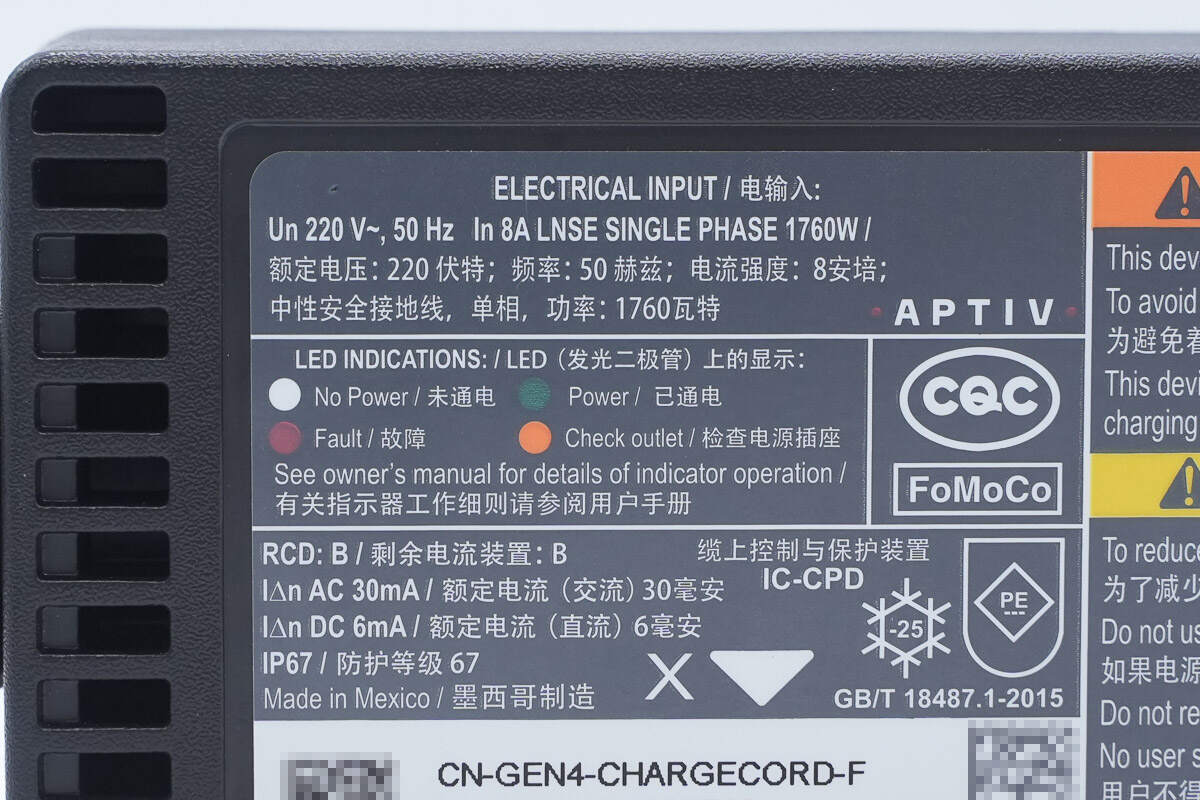 ELECTRICAL INPUT / 电输入:
Un 220 V~, 50 Hz In 8A LNSE SINGLE PHASE 1760W /
额定电压: 220 伏特; 频率: 50 赫兹; 电流强度: 8安培;
中性安全接地线, 单相, 功率: 1760瓦特
APTIV
LED INDICATIONS: / LED (发光二极管) 上的显示:
No Power / 未通电 Power / 已通电
Fault / 故障 Check outlet / 检查电源插座
See owner's manual for details of indicator operation /
有关指示器工作细则请参阅用户手册
CQC
FoMoCo
RCD: B / 剩余电流装置: B
I∆n AC 30mA / 额定电流 (交流) 30毫安
I∆n DC 6mA / 额定电流 (直流) 6毫安
IP67 / 防护等级 67
Made in Mexico / 墨西哥制造
缆上控制与保护装置
IC-CPD
X
-25
PE
GB/T 18487.1-2015
CN-GEN4-CHARGECORD-F
This
To avoid
为避免
This
charging
To
为了减少
Do not
如果电源
Do not
No user
用户不得